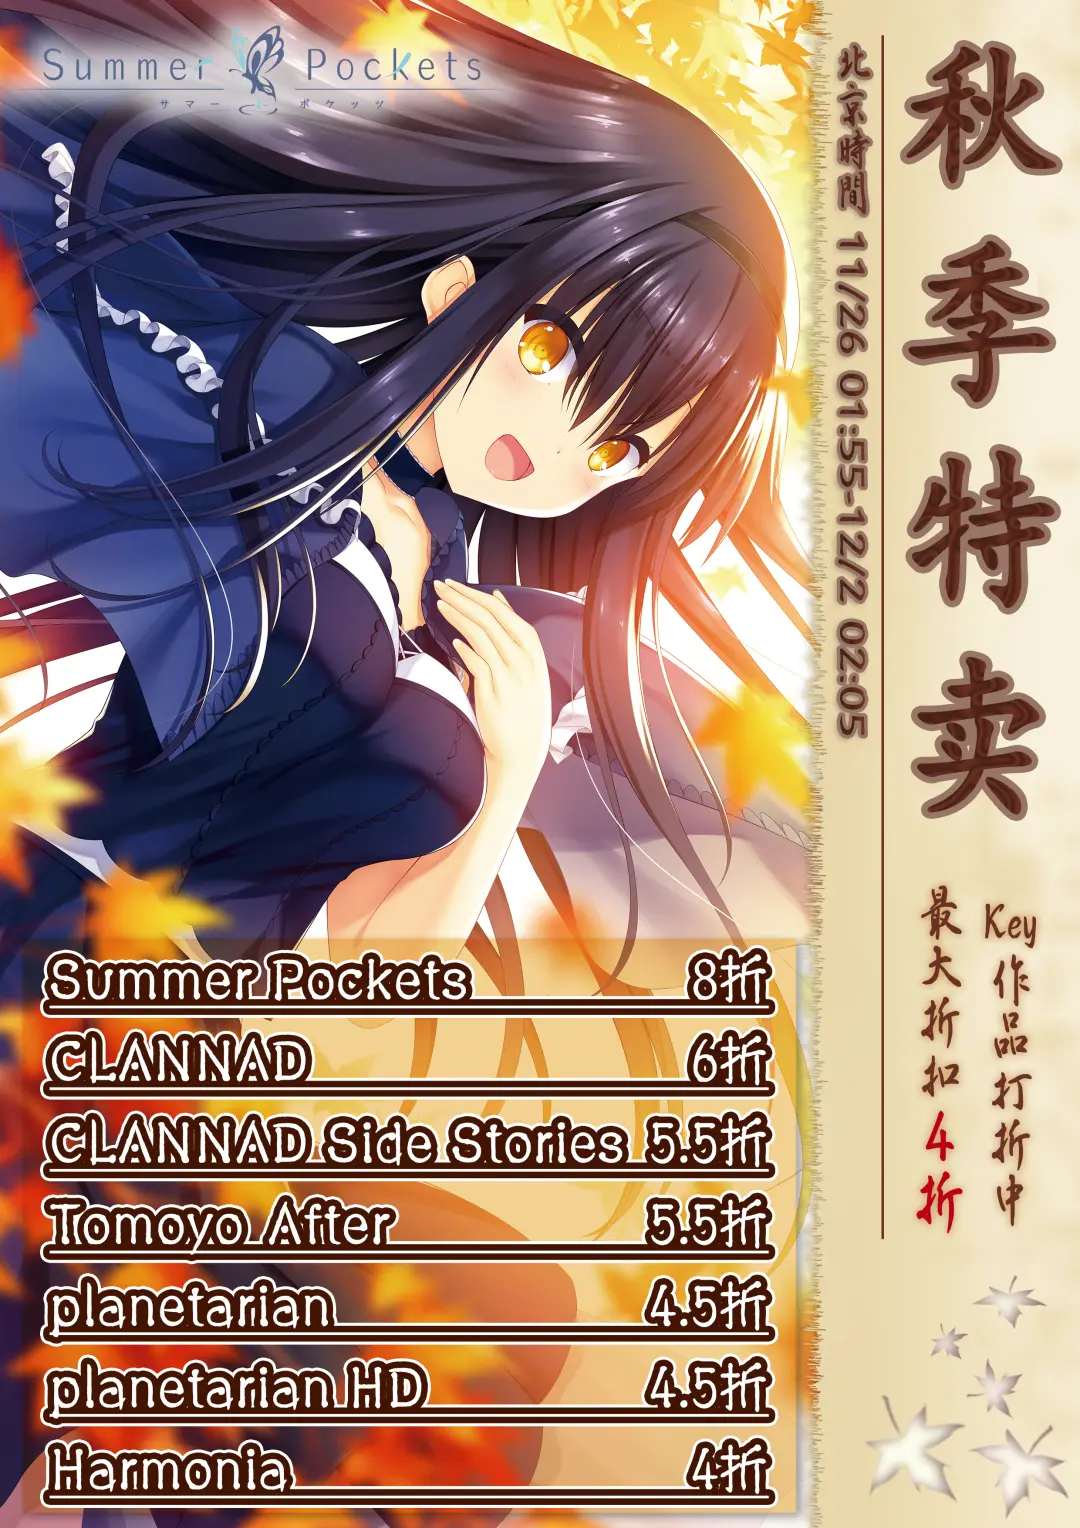 Summer Pockets
サマー ポケッツ
秋季特卖
北京時間 11/26 01:55-12/2 02:05
Key作品打折中
最大折扣4折
Summer Pockets 8折
CLANNAD 6折
CLANNAD Side Stories 5.5折
Tomoyo After 5.5折
planetarian 4.5折
planetarian HD 4.5折
Harmonia 4折